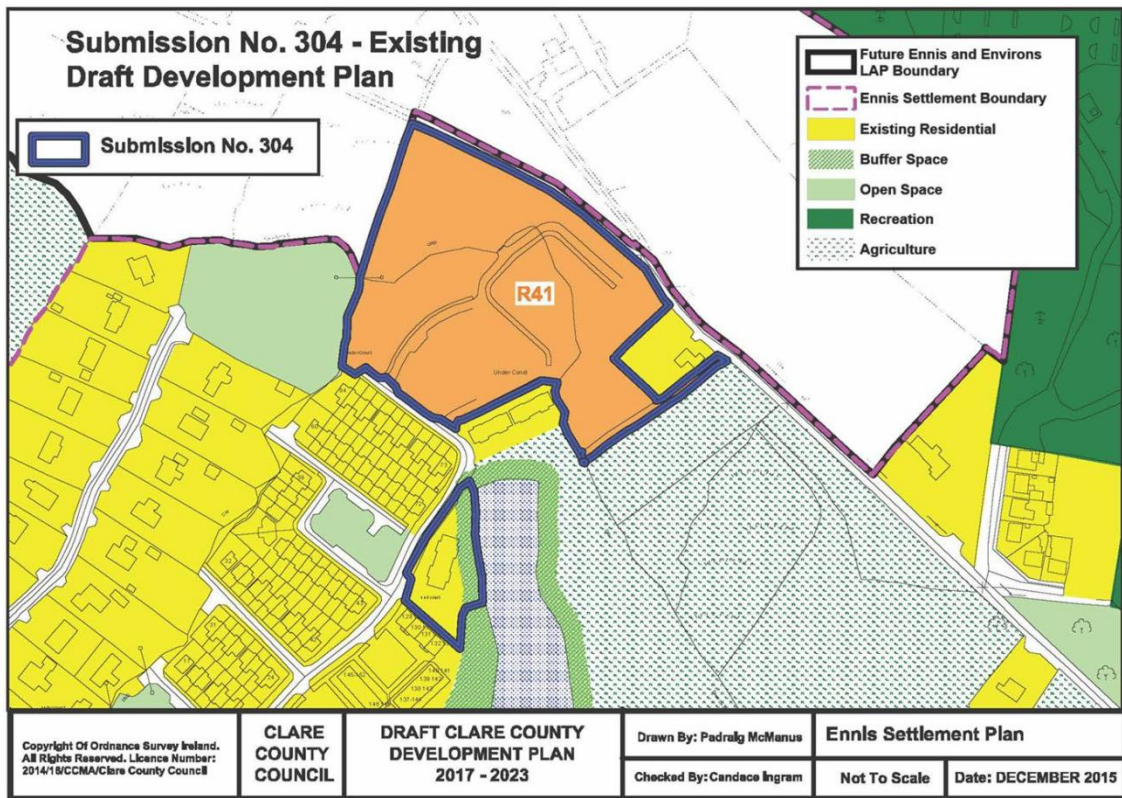 Submission No. 304 - Existing
Draft Development Plan
Submission No. 304
Future Ennis and Environs
LAP Boundary
Ennis Settlement Boundary
Existing Residential
Buffer Space
Open Space
Recreation
Agriculture
R41
Under Const
Copyright Of Ordnance Survey Ireland.
All Rights Reserved. Licence Number:
2014/16/CCMA/Clare County Council
CLARE
COUNTY
COUNCIL
DRAFT CLARE COUNTY
DEVELOPMENT PLAN
2017 - 2023
Drawn By: Padraig McManus
Checked By: Candace Ingram
Ennis Settlement Plan
Not To Scale
Date: DECEMBER 2015